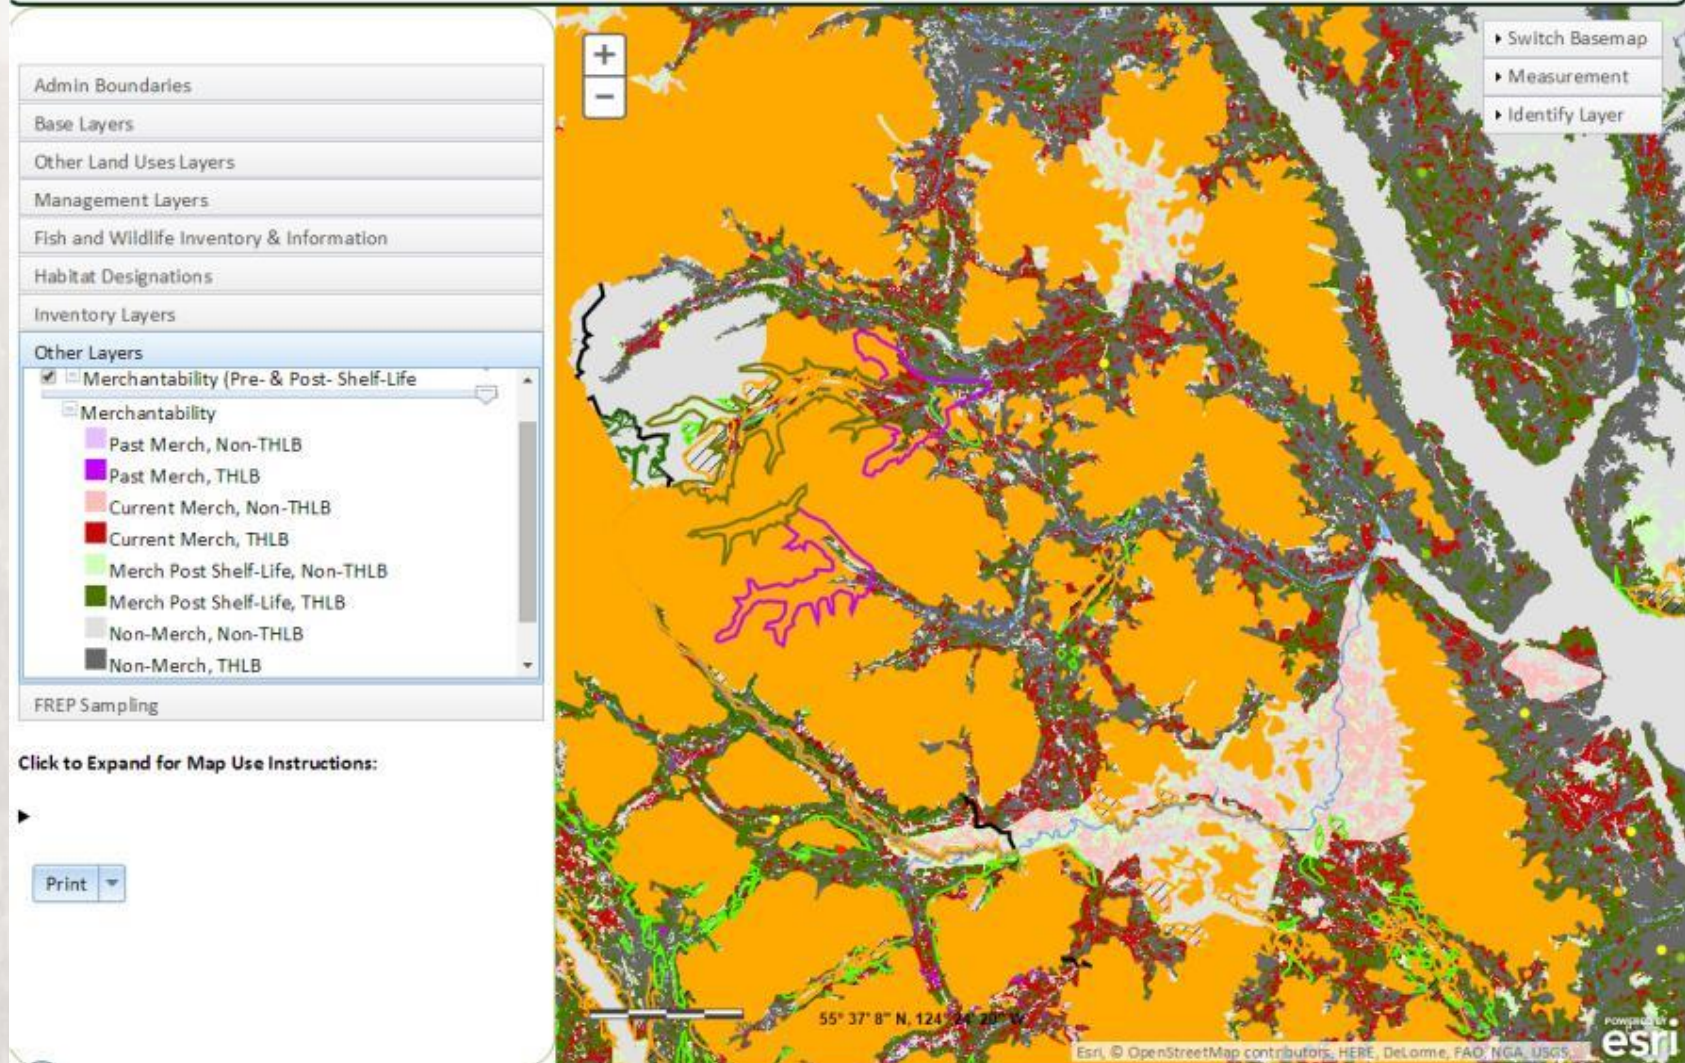 Admin Boundaries
Base Layers
Other Land Uses Layers
Management Layers
Fish and Wildlife Inventory & Information
Habitat Designations
Inventory Layers
Other Layers
Merchantability (Pre- & Post- Shelf-Life
Merchantability
Past Merch, Non-THLB
Past Merch, THLB
Current Merch, Non-THLB
Current Merch, THLB
Merch Post Shelf-Life, Non-THLB
Merch Post Shelf-Life, THLB
Non-Merch, Non-THLB
Non-Merch, THLB
FREP Sampling
Click to Expand for Map Use Instructions:
Print
+
−
Switch Basemap
Measurement
Identify Layer
55° 37' 8" N, 124° 24' 20" W
Esri, © OpenStreetMap contributors, HERE, DeLorme, FAO, NGA, USGS,
POWERED BY
esri